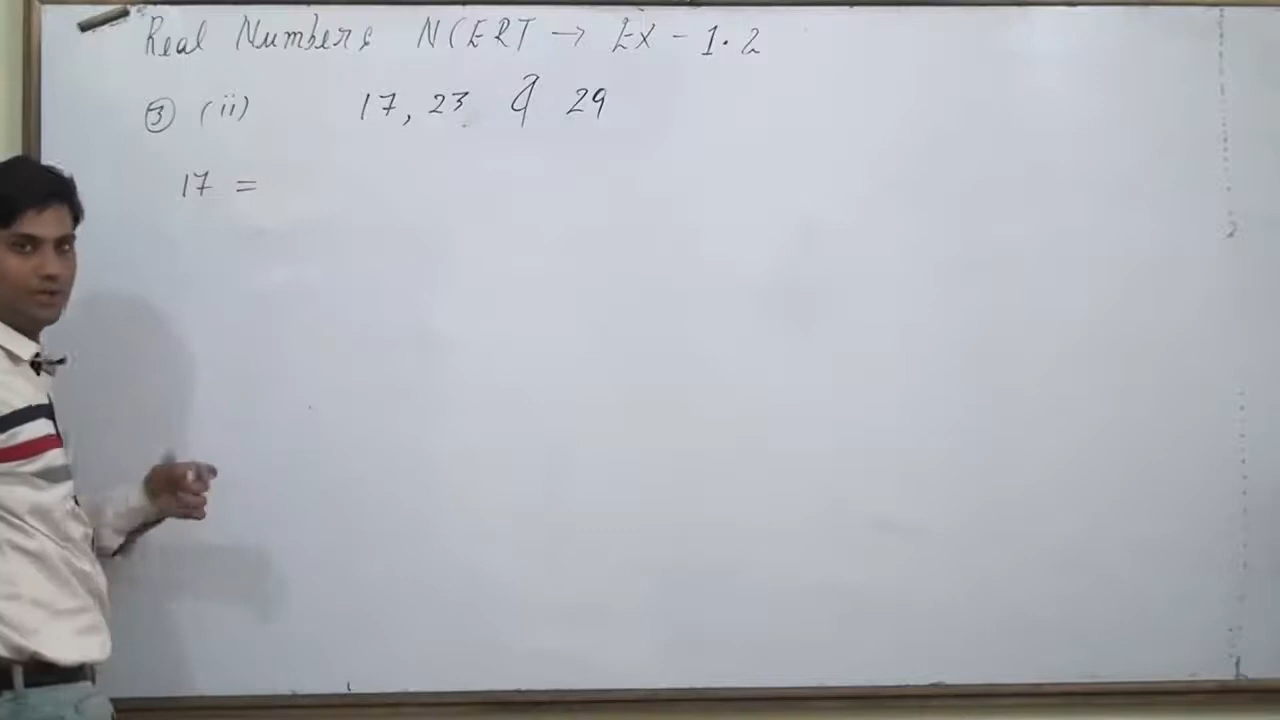 Real Numbers NCERT → EX - 1.2
③ (ii) 17, 23 & 29
17 =